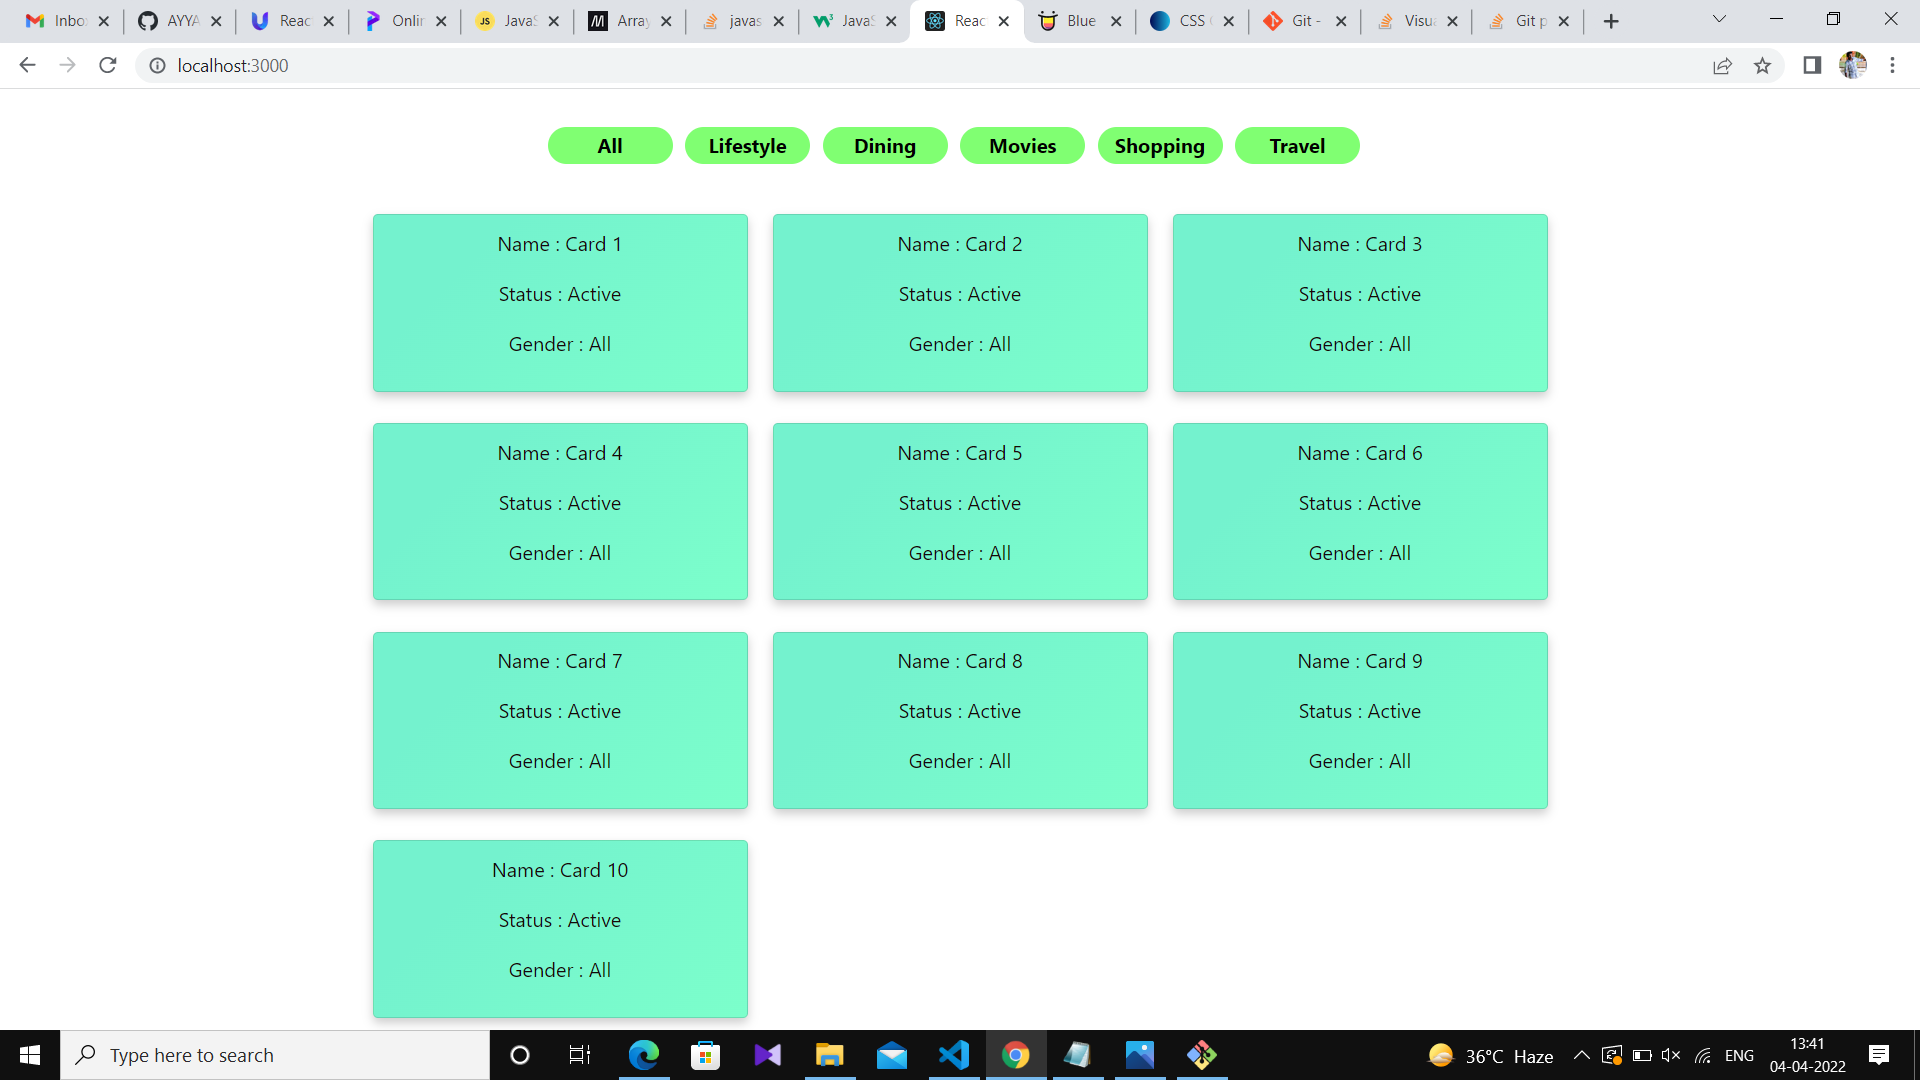 Inbo AYYA Reac Onlin JavaS Array javas JavaS Reac Blue CSS Git - Visua Git p
localhost:3000
All Lifestyle Dining Movies Shopping Travel
Name : Card 1 Name : Card 2 Name : Card 3
Status : Active Status : Active Status : Active
Gender : All Gender : All Gender : All
Name : Card 4 Name : Card 5 Name : Card 6
Status : Active Status : Active Status : Active
Gender : All Gender : All Gender : All
Name : Card 7 Name : Card 8 Name : Card 9
Status : Active Status : Active Status : Active
Gender : All Gender : All Gender : All
Name : Card 10
Status : Active
Gender : All
Type here to search
36°C Haze
ENG
13:41
04-04-2022